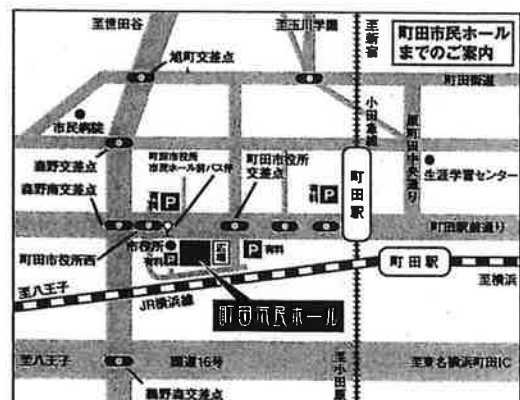 町田市民ホール
までのご案内
至世田谷
至玉川学園
至新宿
旭町交差点
町田街道
市民病院
小田急線
原町田中央通り
森野交差点
町田市役所
市民ホール前バス停
町田市役所
交差点
生涯学習センター
森野南交差点
有料
P
有料
P
町田駅
町田駅前通り
町田市役所西
市役所
有料
P
広場
P
有料
町田駅
至横浜
至八王子
JR横浜線
町田市民ホール
至八王子
国道16号
至小田原
至東名横浜町田IC
鶴野森交差点